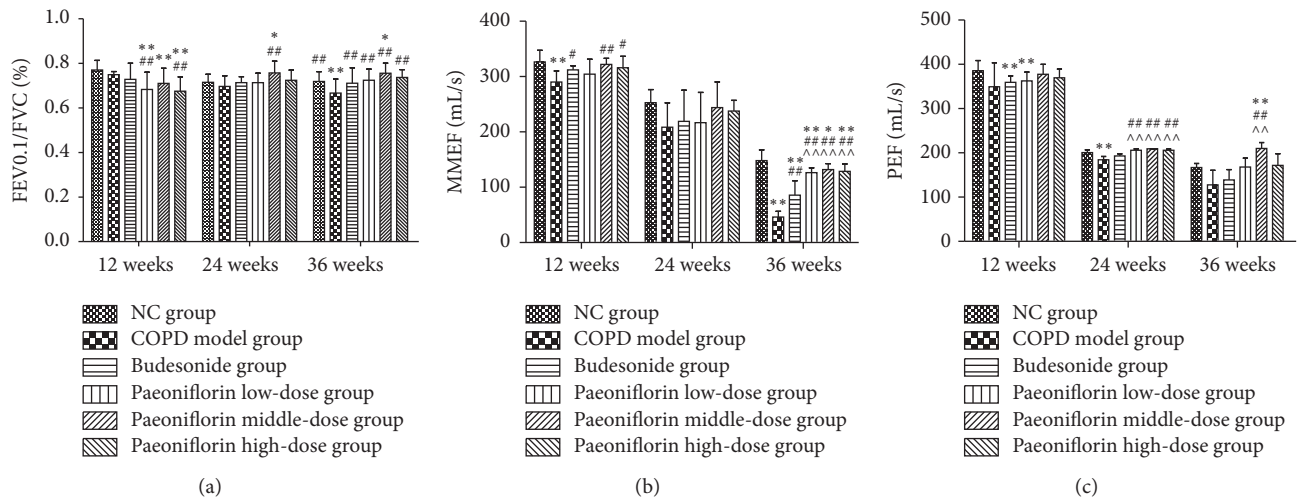 1.0
0.8
0.6
0.4
0.2
0.0
FEV0.1/FVC (%)
** ## ** ** ##
* ##
## ** ## ## * ## ##
12 weeks 24 weeks 36 weeks
NC group
COPD model group
Budesonide group
Paeoniflorin low-dose group
Paeoniflorin middle-dose group
Paeoniflorin high-dose group
(a)
400
300
200
100
0
MMEF (mL/s)
** # ## #
** * **
** ## ## ##
** ## ^^ ^^ ^^
12 weeks 24 weeks 36 weeks
NC group
COPD model group
Budesonide group
Paeoniflorin low-dose group
Paeoniflorin middle-dose group
Paeoniflorin high-dose group
(b)
500
400
300
200
100
0
PEF (mL/s)
** **
## ## ##
** ^^ ^^ ^^
**
##
^^
12 weeks 24 weeks 36 weeks
NC group
COPD model group
Budesonide group
Paeoniflorin low-dose group
Paeoniflorin middle-dose group
Paeoniflorin high-dose group
(c)